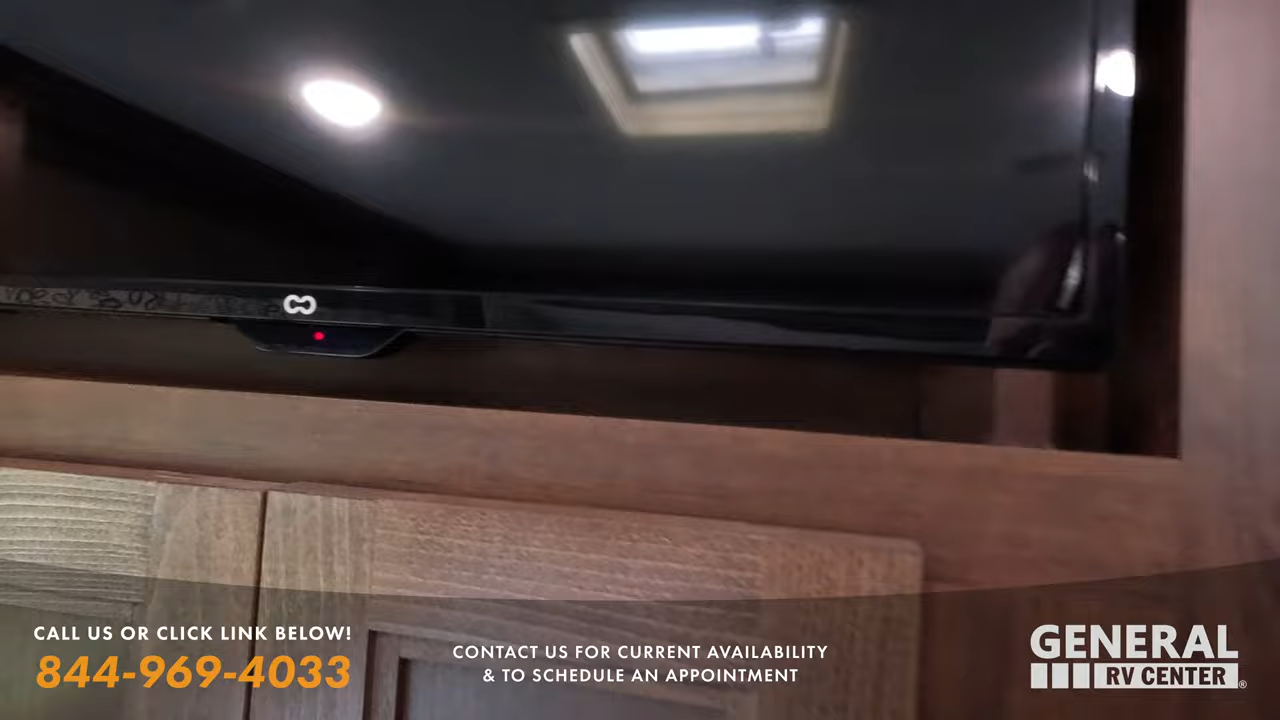 CALL US OR CLICK LINK BELOW!
844-969-4033
CONTACT US FOR CURRENT AVAILABILITY
& TO SCHEDULE AN APPOINTMENT
GENERAL
RV CENTER®